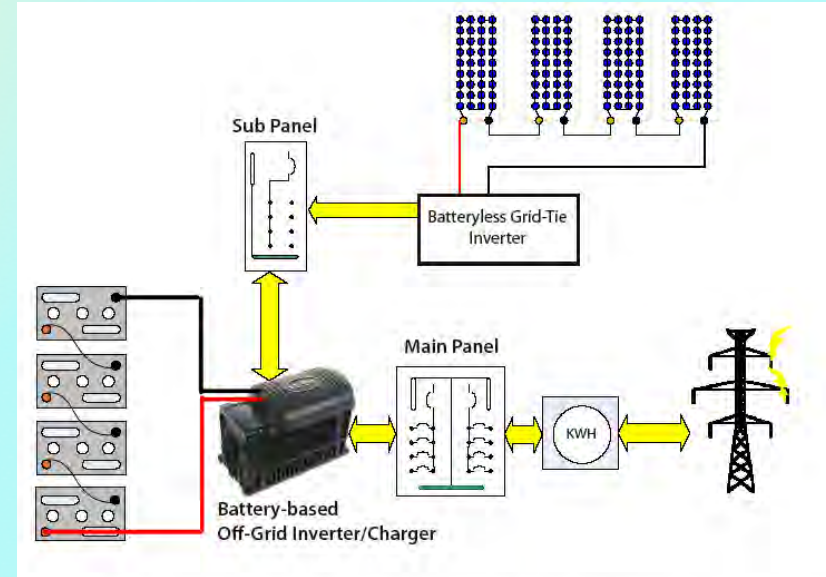 Sub Panel
Batteryless Grid-Tie
Inverter
Main Panel
KWH
Battery-based
Off-Grid Inverter/Charger